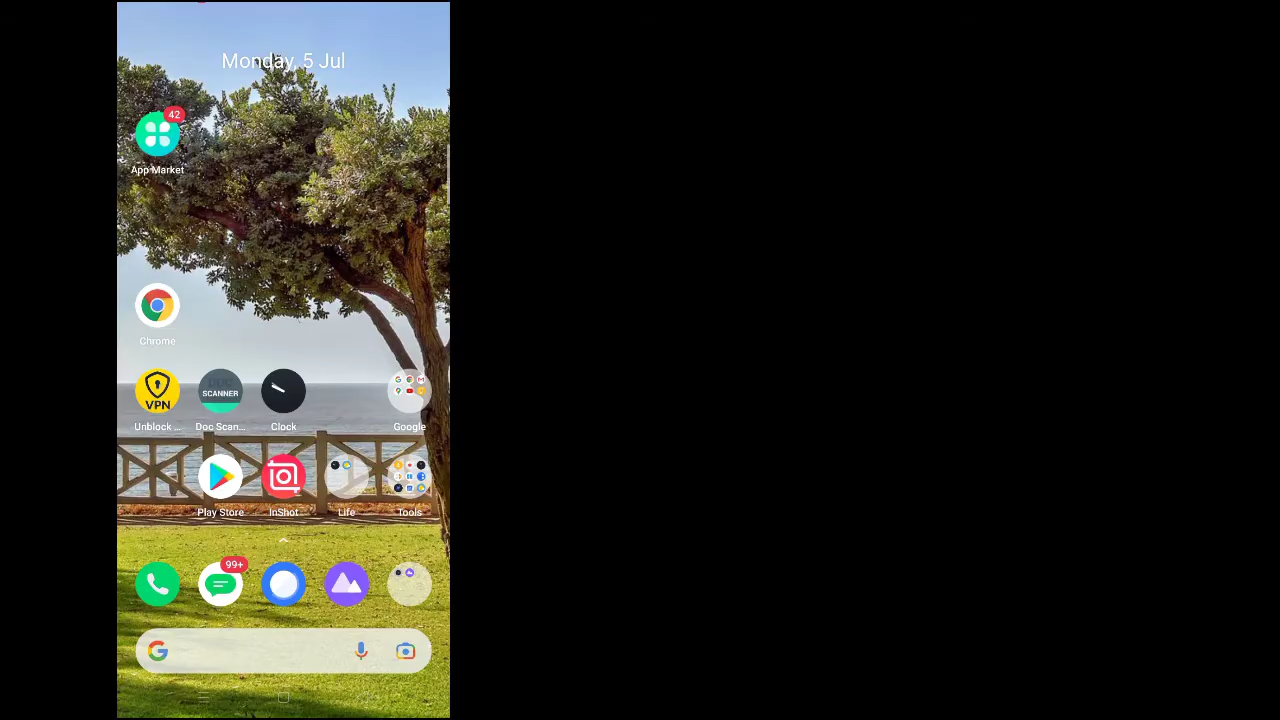 Monday, 5 Jul
42
App Market
Chrome
VPN
SCANNER
Unblock ...
Doc Scan...
Clock
Google
Play Store
InShot
Life
Tools
99+